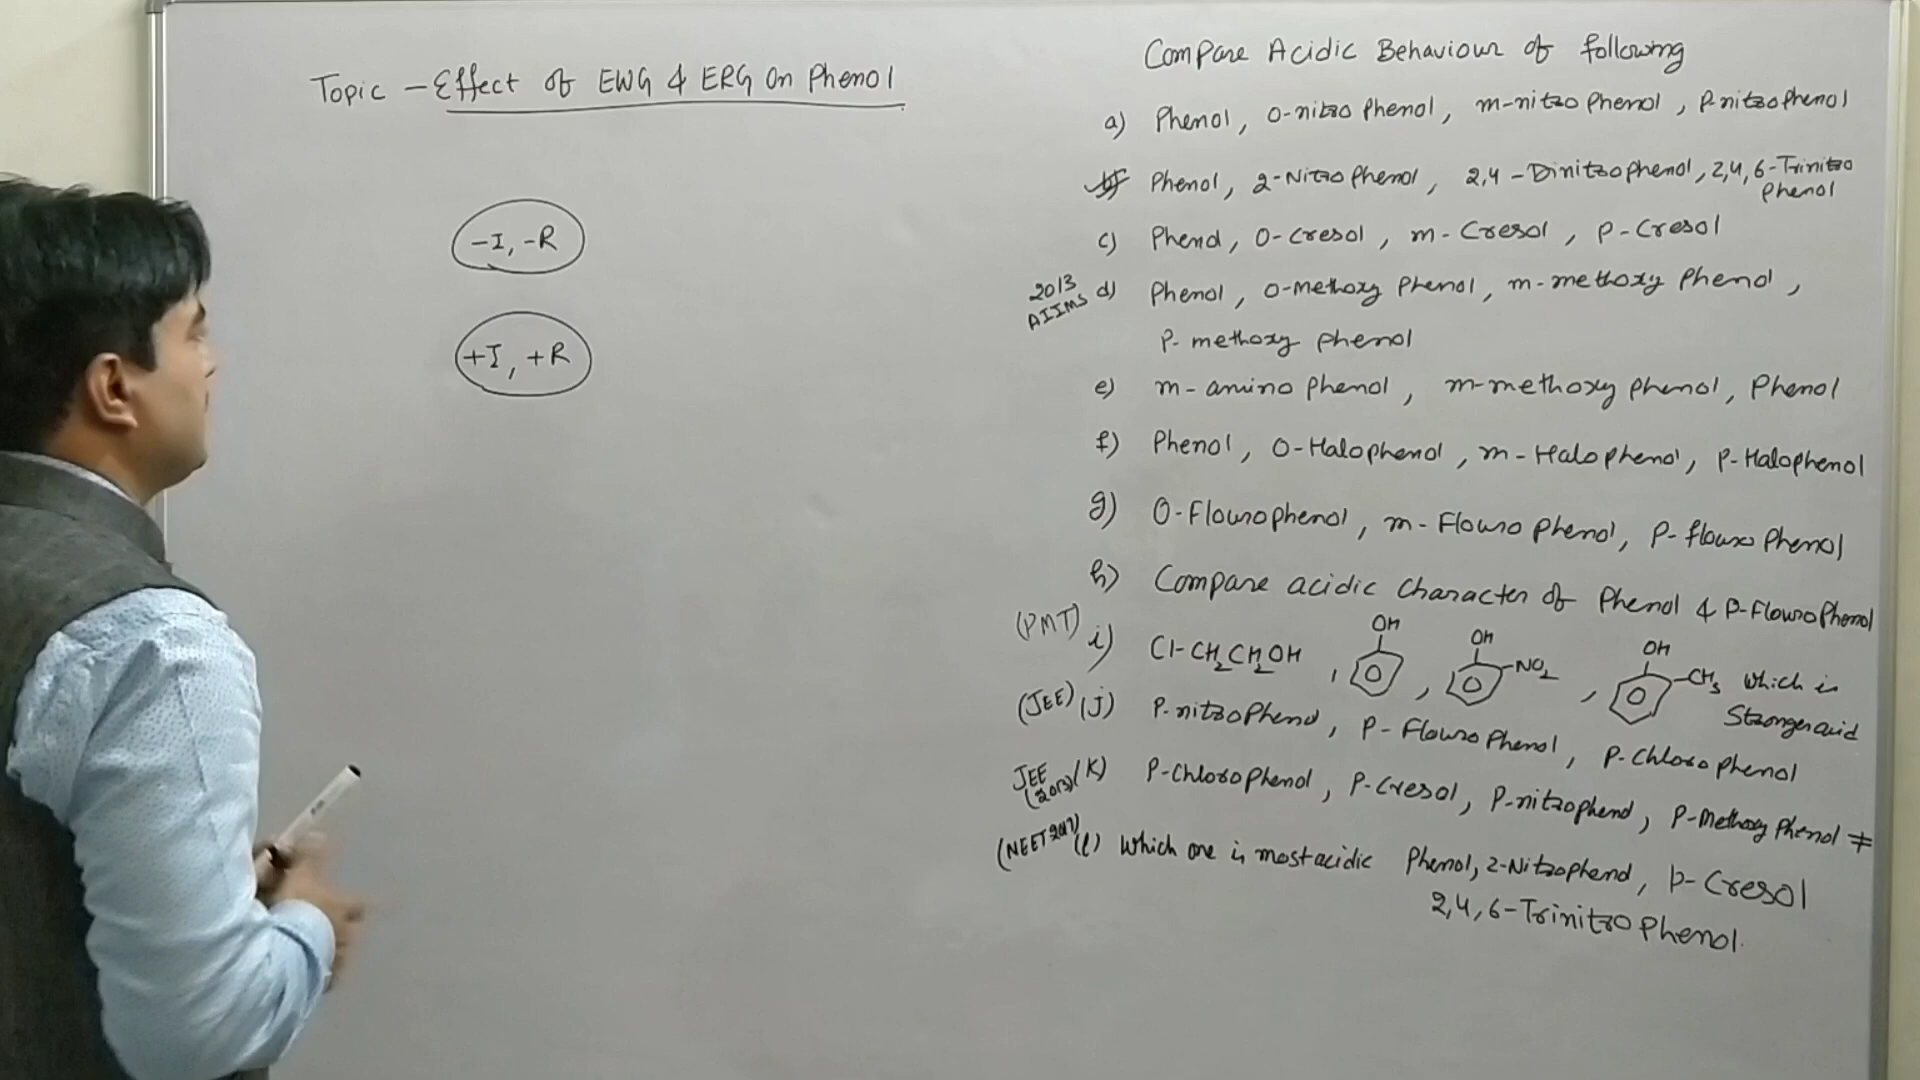 Topic - Effect of EWG & ERG On Phenol
-I, -R
+I, +R
Compare Acidic Behaviour of following
a) Phenol, O-nitro Phenol, m-nitro Phenol, P-nitrophenol
b) Phenol, 2-Nitro Phenol, 2,4-Dinitrophenol, 2,4,6-Trinitro
Phenol
c) Phenol, O-Cresol, m-Cresol, P-Cresol
2013
AIIMS
d) Phenol, O-methoxy Phenol, m-methoxy Phenol,
P-methoxy phenol
e) m-amino phenol, m-methoxy phenol, Phenol
f) Phenol, O-Halophenol, m-Halophenol, P-Halophenol
g) O-Flourophenol, m-Flouro Phenol, P-flouro Phenol
h) Compare acidic Character of Phenol & P-FlouroPhenol
(PMT) i) Cl-CH2CH2OH, OH, OH -NO2, OH -CH3 which is
Stronger acid
(JEE) (j) P-nitroPhenol, P-Flouro Phenol, P-Chlorophenol
JEE
(2013) (K) P-Chlorophenol, P-Cresol, P-nitrophenol, P-Methoxy Phenol ≠
(NEET 2017) (l) Which one is most acidic Phenol, 2-Nitrophenol, p-Cresol
2,4,6-Trinitro Phenol.